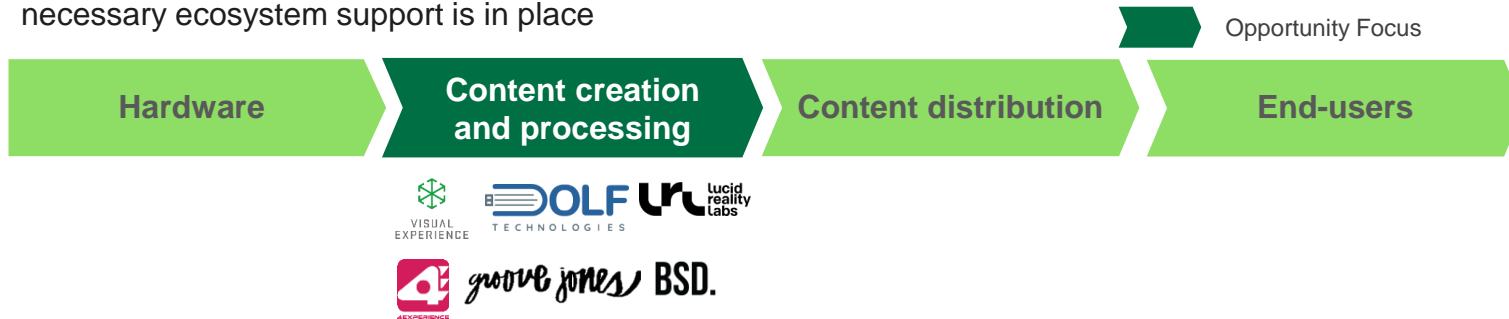 necessary ecosystem support is in place
Opportunity Focus
Hardware
Content creation
and processing
Content distribution
End-users
VISUAL
EXPERIENCE
DOLF
TECHNOLOGIES
lucid
reality
labs
4
4EXPERIENCE
groove jones
BSD.